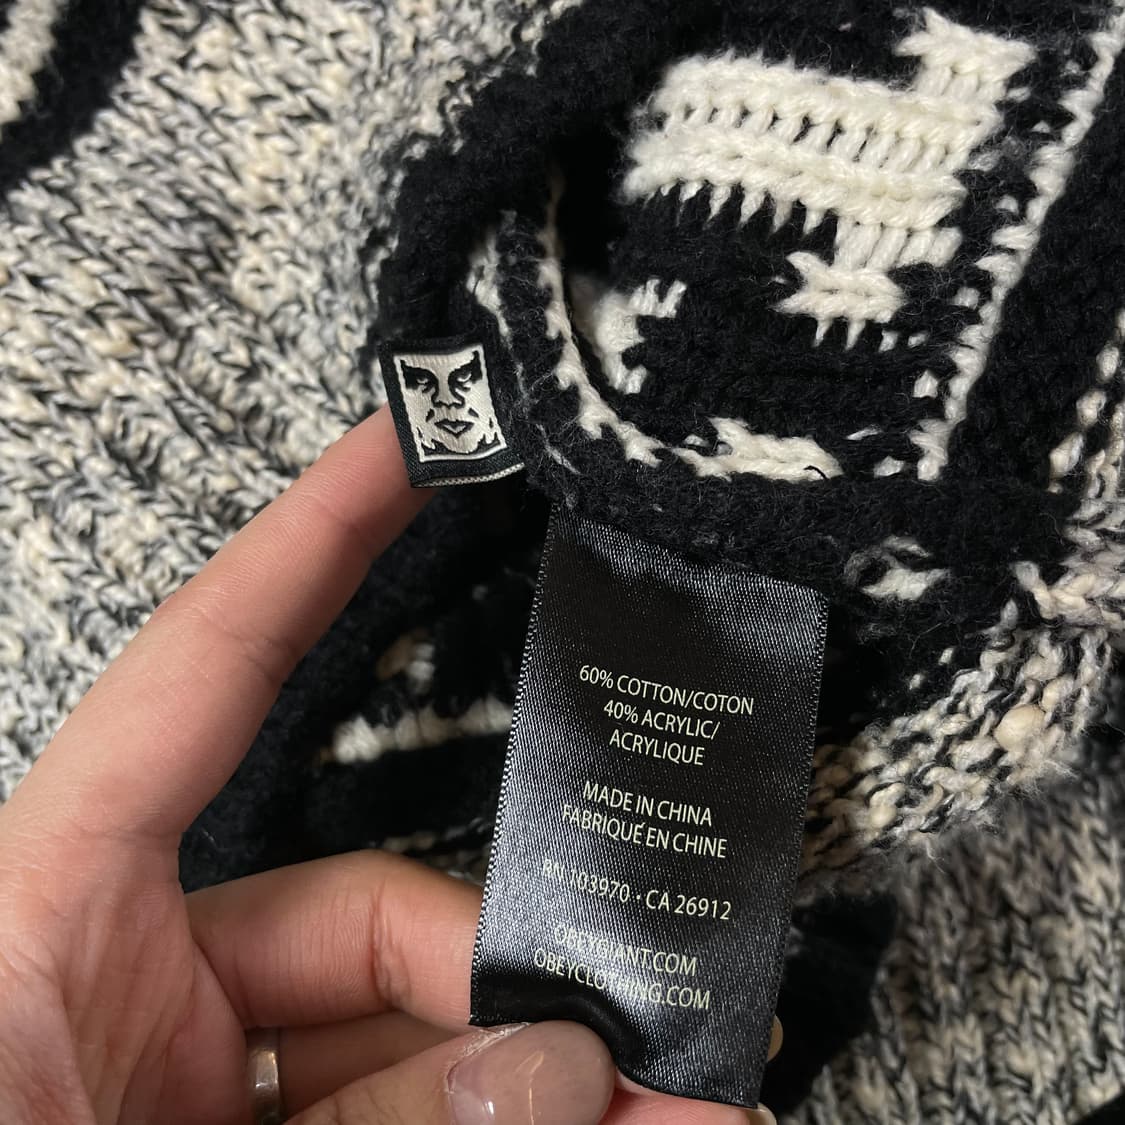 60% COTTON/COTON
40% ACRYLIC/
ACRYLIQUE
MADE IN CHINA
FABRIQUÉ EN CHINE
RN 103970 • CA 26912
OBEYGIANT.COM
OBEYCLOTHING.COM